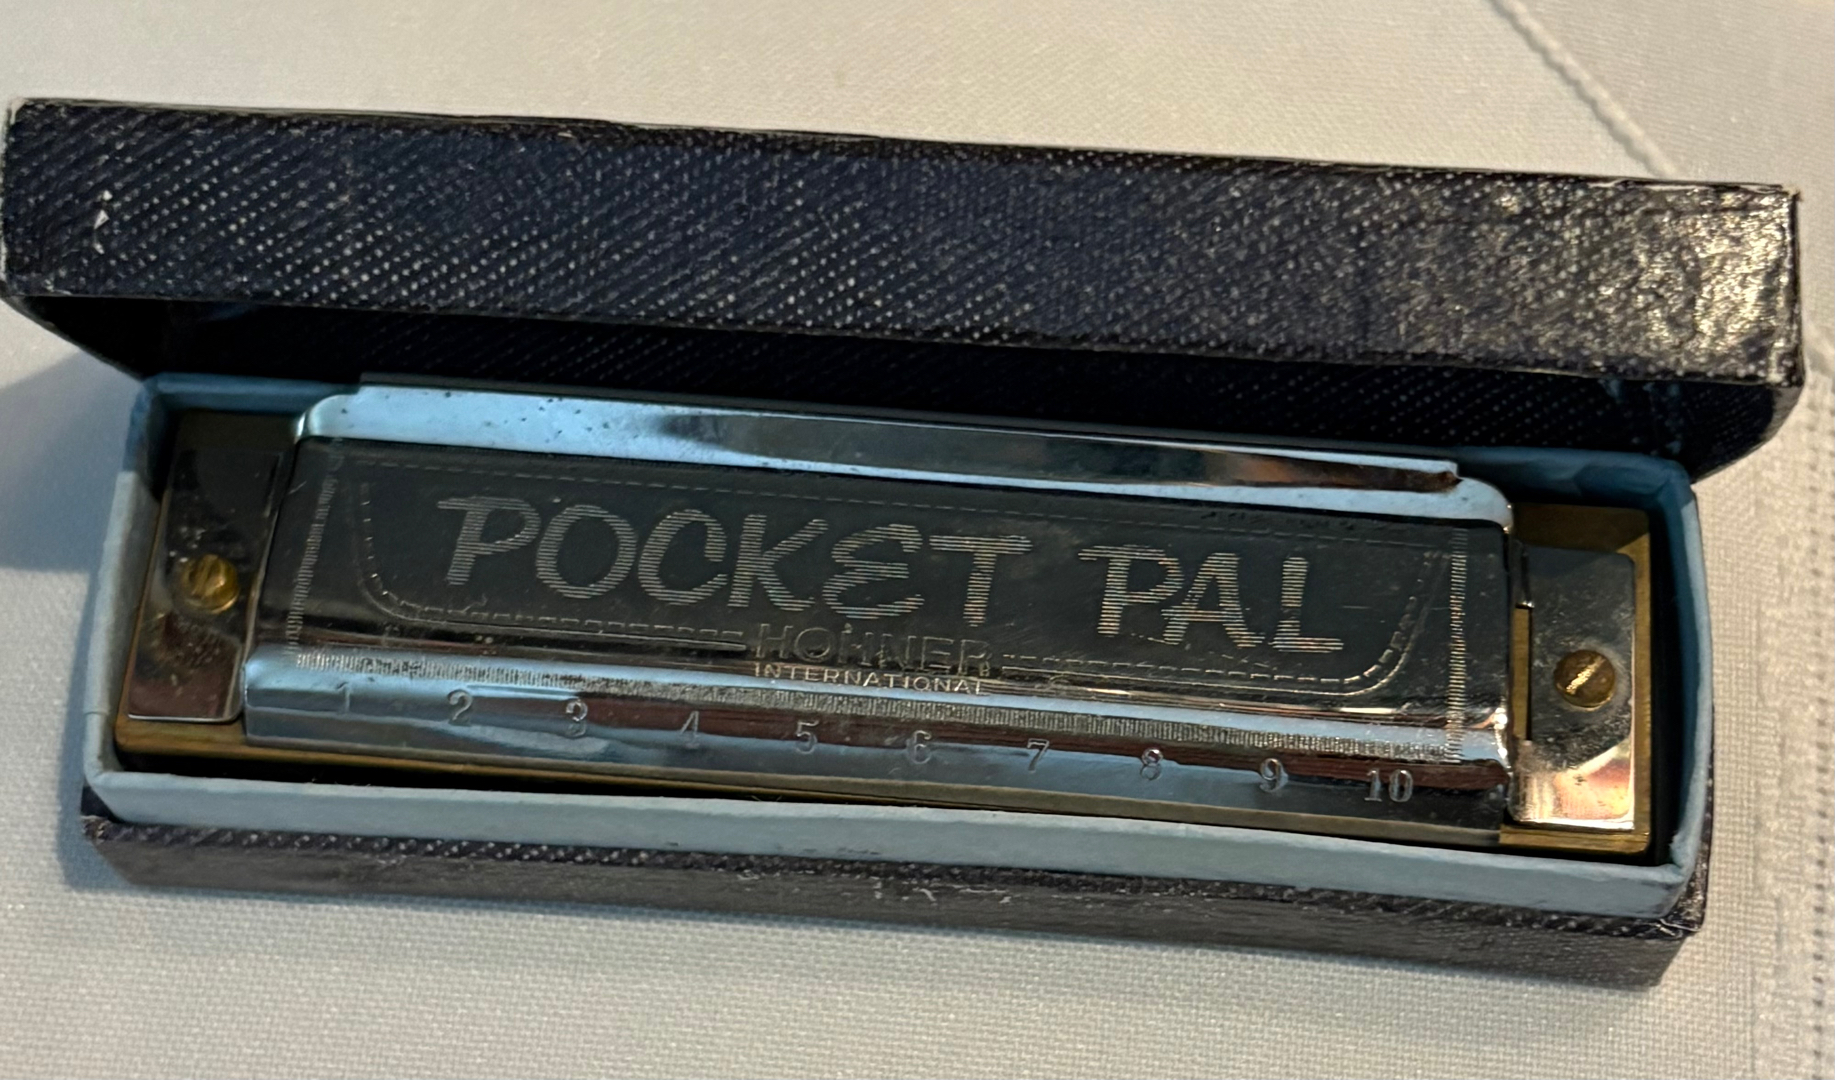 POCKET PAL
HOHNER
INTERNATIONAL
1 2 3 4 5 6 7 8 9 10